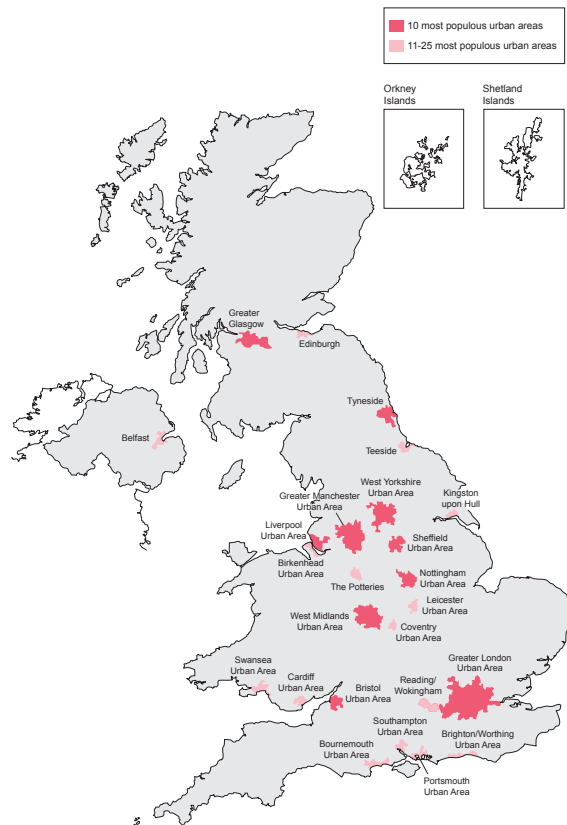 10 most populous urban areas
11-25 most populous urban areas
Orkney
Islands
Shetland
Islands
Greater
Glasgow
Edinburgh
Tyneside
Belfast
Teeside
West Yorkshire
Urban Area
Greater Manchester
Urban Area
Kingston
upon Hull
Liverpool
Urban Area
Sheffield
Urban Area
Birkenhead
Urban Area
The Potteries
Nottingham
Urban Area
Leicester
Urban Area
West Midlands
Urban Area
Coventry
Urban Area
Swansea
Urban Area
Cardiff
Urban Area
Bristol
Urban Area
Reading/
Wokingham
Greater London
Urban Area
Southampton
Urban Area
Bournemouth
Urban Area
Brighton/Worthing
Urban Area
Portsmouth
Urban Area